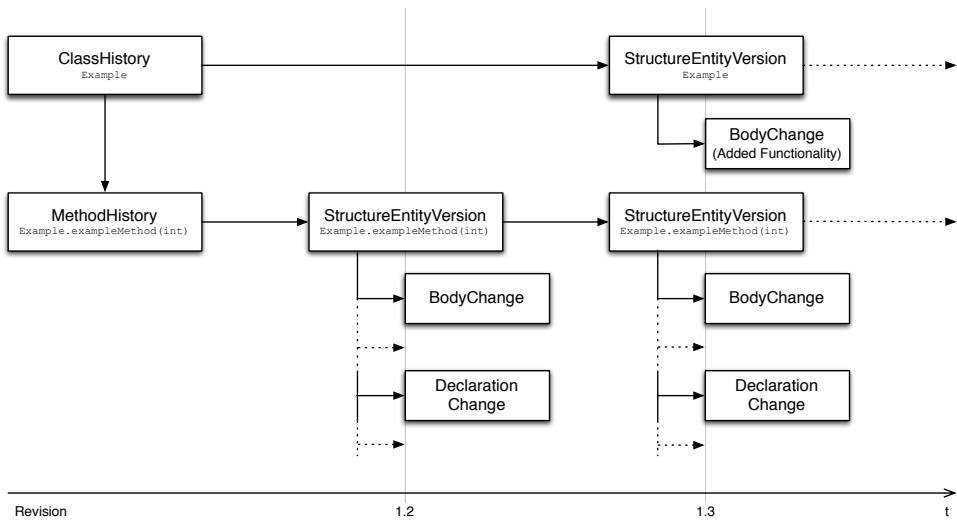 ClassHistory
Example
StructureEntityVersion
Example
BodyChange
(Added Functionality)
MethodHistory
Example.exampleMethod(int)
StructureEntityVersion
Example.exampleMethod(int)
StructureEntityVersion
Example.exampleMethod(int)
BodyChange
BodyChange
Declaration
Change
Declaration
Change
Revision
1.2
1.3
t